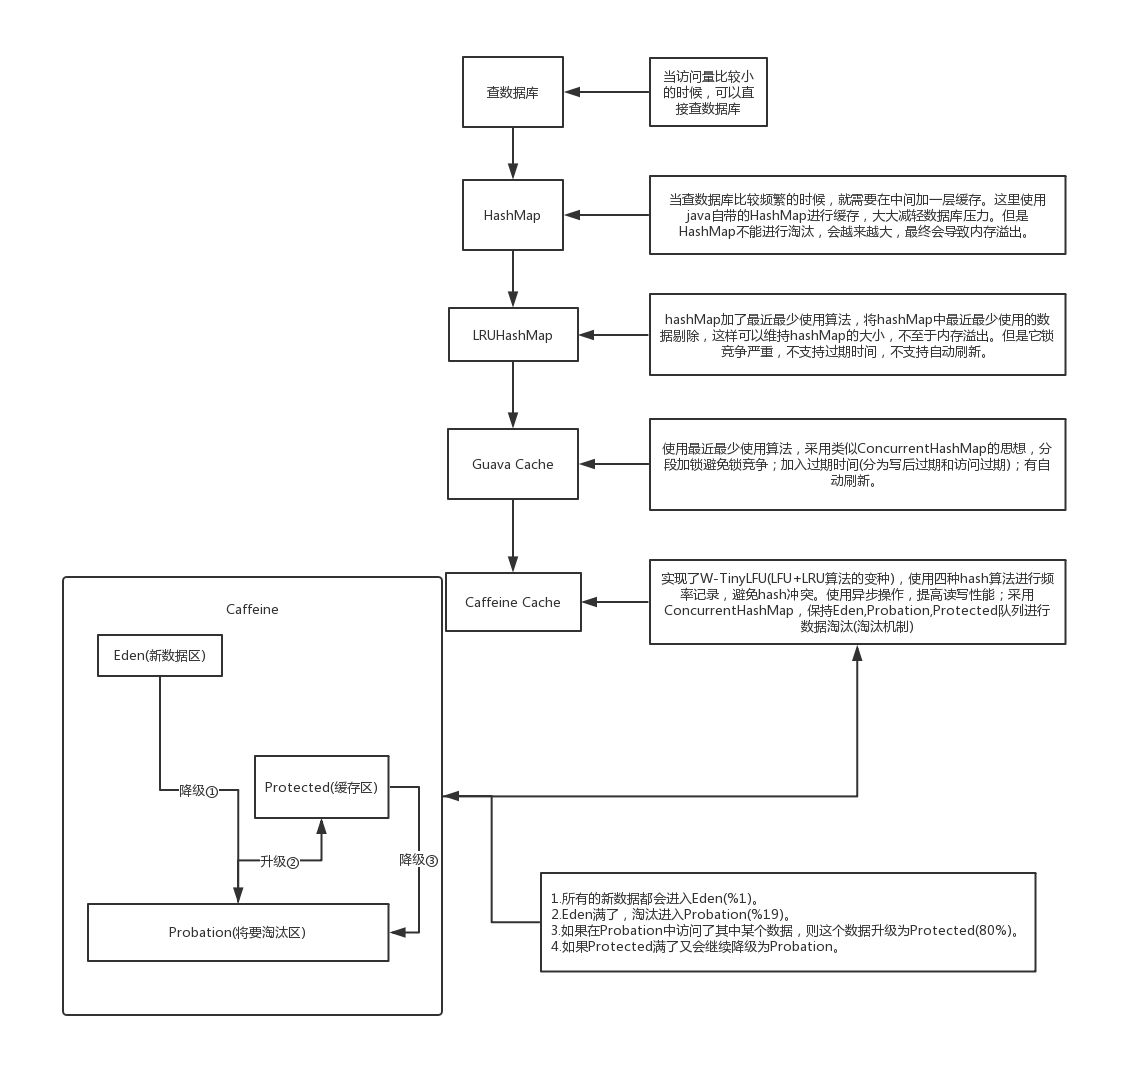 查数据库
当访问量比较小
的时候，可以直
接查数据库
HashMap
当查数据库比较频繁的时候，就需要在中间加一层缓存。这里使用
java自带的HashMap进行缓存，大大减轻数据库压力。但是
HashMap不能进行淘汰，会越来越大，最终会导致内存溢出。
LRUHashMap
hashMap加了最近最少使用算法，将hashMap中最近最少使用的数
据剔除，这样可以维持hashMap的大小，不至于内存溢出。但是它锁
竞争严重，不支持过期时间，不支持自动刷新。
Guava Cache
使用最近最少使用算法，采用类似ConcurrentHashMap的思想，分
段加锁避免锁竞争；加入过期时间(分为写后过期和访问过期)；有自
动刷新。
Caffeine Cache
实现了W-TinyLFU(LFU+LRU算法的变种)，使用四种hash算法进行频
率记录，避免hash冲突。使用异步操作，提高读写性能；采用
ConcurrentHashMap，保持Eden,Probation,Protected队列进行
数据淘汰(淘汰机制)
Caffeine
Eden(新数据区)
Protected(缓存区)
降级①
升级②
降级③
Probation(将要淘汰区)
1.所有的新数据都会进入Eden(%1)。
2.Eden满了，淘汰进入Probation(%19)。
3.如果在Probation中访问了其中某个数据，则这个数据升级为Protected(80%)。
4.如果Protected满了又会继续降级为Probation。